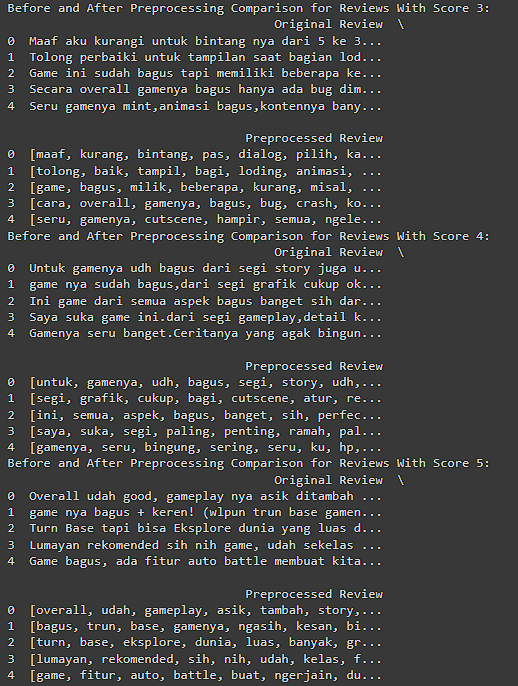 Before and After Preprocessing Comparison for Reviews With Score 3:
Original Review \
0 Maaf aku kurangi untuk bintang nya dari 5 ke 3...
1 Tolong perbaiki untuk tampilan saat bagian lod...
2 Game ini sudah bagus tapi memiliki beberapa ke...
3 Secara overall gamenya bagus hanya ada bug dim...
4 Seru gamenya mint,animasi bagus,kontennya bany...
Preprocessed Review
0 [maaf, kurang, bintang, pas, dialog, pilih, ka...
1 [tolong, baik, tampil, bagi, loding, animasi, ...
2 [game, bagus, milik, beberapa, kurang, misal, ...
3 [cara, overall, gamenya, bagus, bug, crash, ko...
4 [seru, gamenya, cutscene, hampir, semua, ngele...
Before and After Preprocessing Comparison for Reviews With Score 4:
Original Review \
0 Untuk gamenya udh bagus dari segi story juga u...
1 game nya sudah bagus,dari segi grafik cukup ok...
2 Ini game dari semua aspek bagus banget sih dar...
3 Saya suka game ini.dari segi gameplay,detail k...
4 Gamenya seru banget.Ceritanya yang agak bingun...
Preprocessed Review
0 [untuk, gamenya, udh, bagus, segi, story, udh,...
1 [segi, grafik, cukup, bagi, cutscene, atur, re...
2 [ini, semua, aspek, bagus, banget, sih, perfec...
3 [saya, suka, segi, paling, penting, ramah, pal...
4 [gamenya, seru, bingung, sering, seru, ku, hp,...
Before and After Preprocessing Comparison for Reviews With Score 5:
Original Review \
0 Overall udah good, gameplay nya asik ditambah ...
1 game nya bagus + keren! (wlpun trun base gamen...
2 Turn Base tapi bisa Eksplore dunia yang luas d...
3 Lumayan rekomended sih nih game, udah sekelas ...
4 Game bagus, ada fitur auto battle membuat kita...
Preprocessed Review
0 [overall, udah, gameplay, asik, tambah, story,...
1 [bagus, trun, base, gamenya, ngasih, kesan, bi...
2 [turn, base, eksplore, dunia, luas, banyak, gr...
3 [lumayan, rekomended, sih, nih, udah, kelas, f...
4 [game, fitur, auto, battle, buat, ngerjain, du...